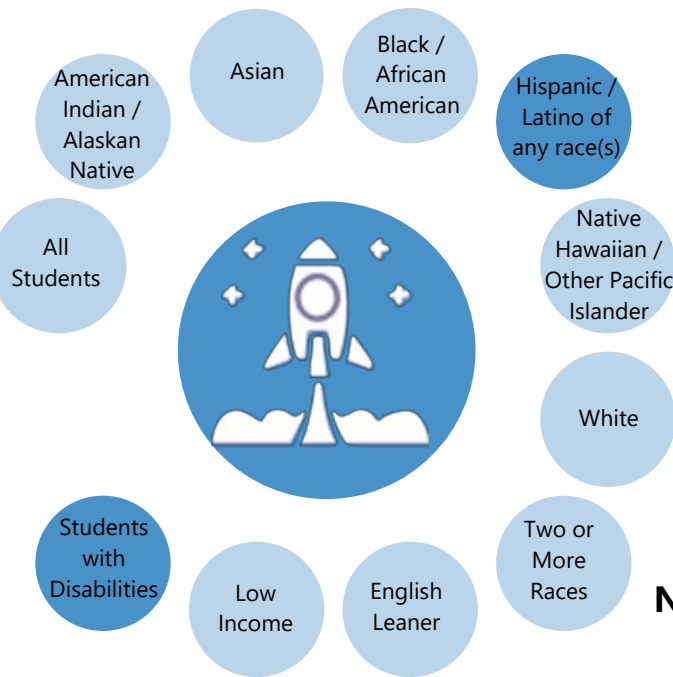 All
Students
American
Indian /
Alaskan
Native
Asian
Black /
African
American
Hispanic /
Latino of
any race(s)
Native
Hawaiian /
Other Pacific
Islander
White
Two or
More
Races
English
Leaner
Low
Income
Students
with
Disabilities
N